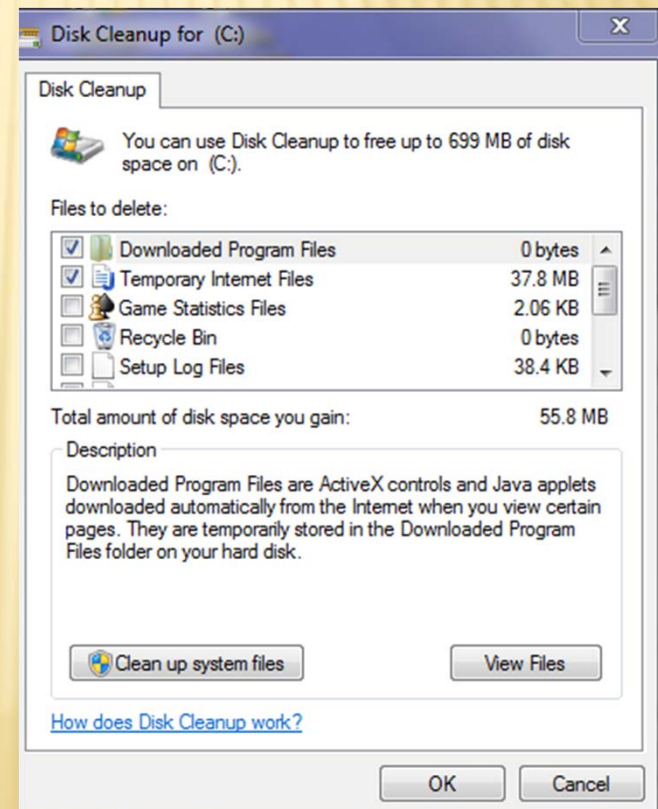 Disk Cleanup for (C:)
X
Disk Cleanup
You can use Disk Cleanup to free up to 699 MB of disk
space on (C:).
Files to delete:
Downloaded Program Files 0 bytes
Temporary Internet Files 37.8 MB
Game Statistics Files 2.06 KB
Recycle Bin 0 bytes
Setup Log Files 38.4 KB
Total amount of disk space you gain: 55.8 MB
Description
Downloaded Program Files are ActiveX controls and Java applets
downloaded automatically from the Internet when you view certain
pages. They are temporarily stored in the Downloaded Program
Files folder on your hard disk.
Clean up system files View Files
How does Disk Cleanup work?
OK Cancel